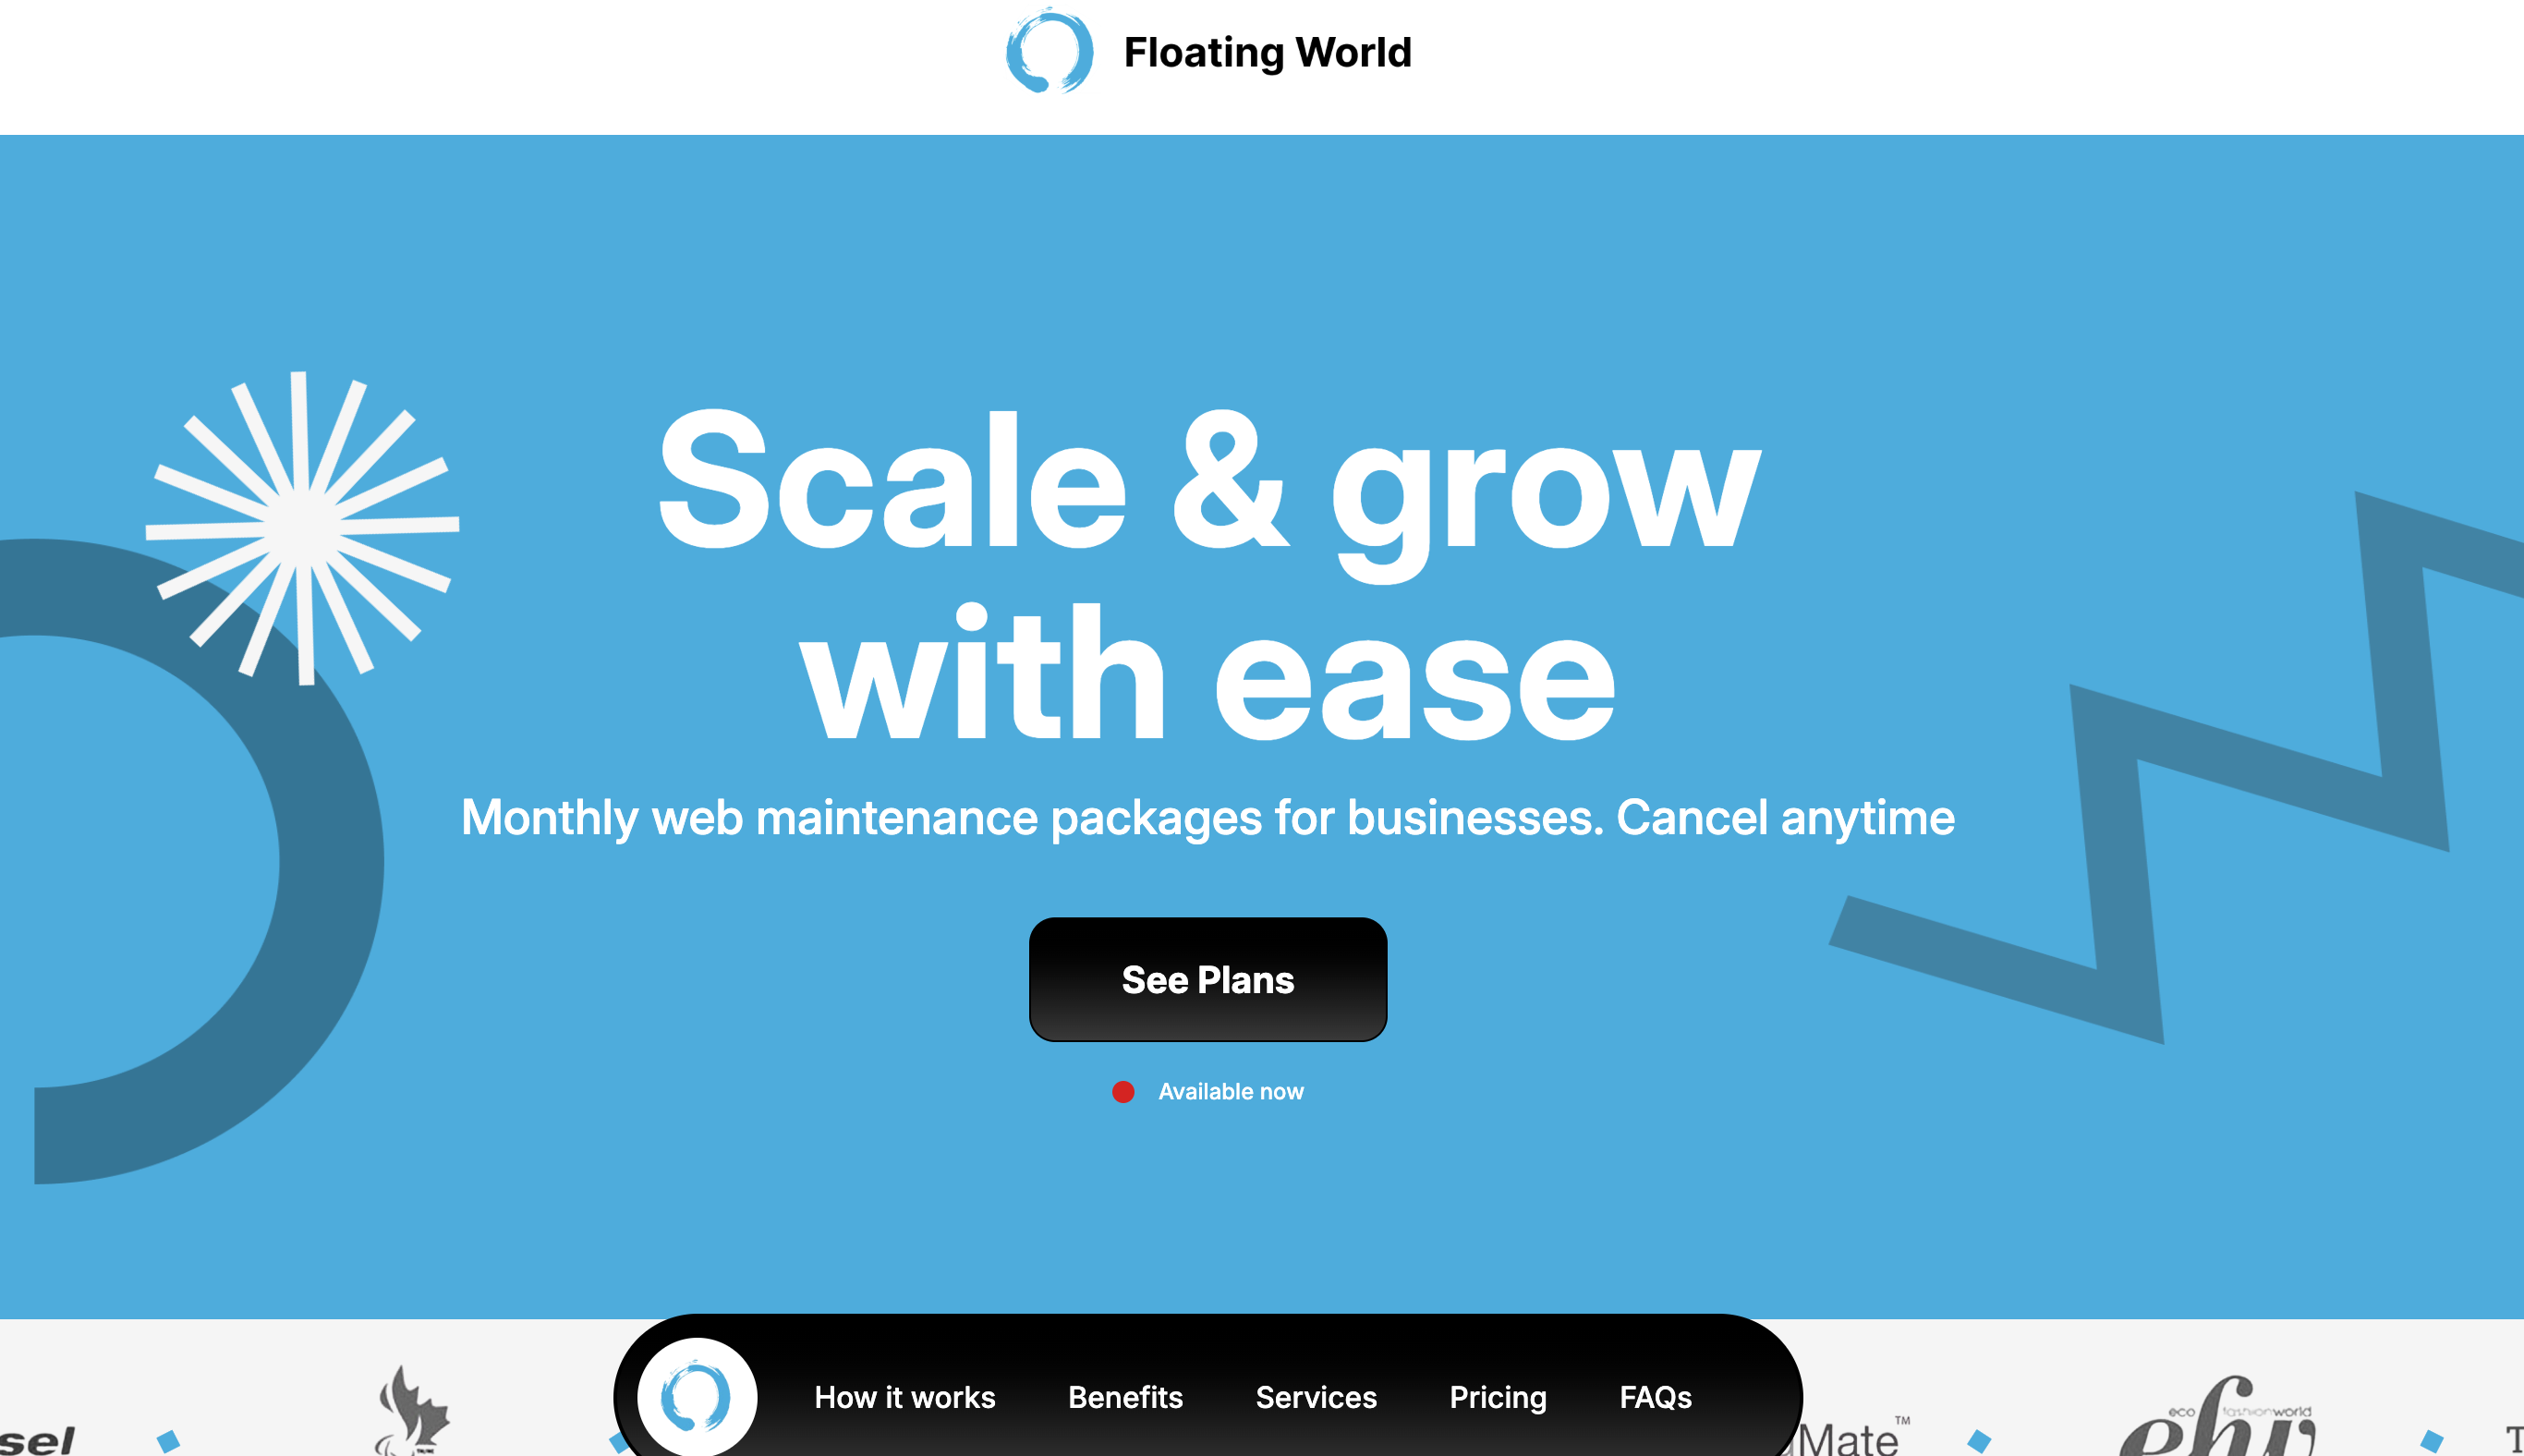 Floating World
Scale & grow
with ease
Monthly web maintenance packages for businesses. Cancel anytime
See Plans
Available now
How it works
Benefits
Services
Pricing
FAQs
sel
Mate™
eco fashionworld